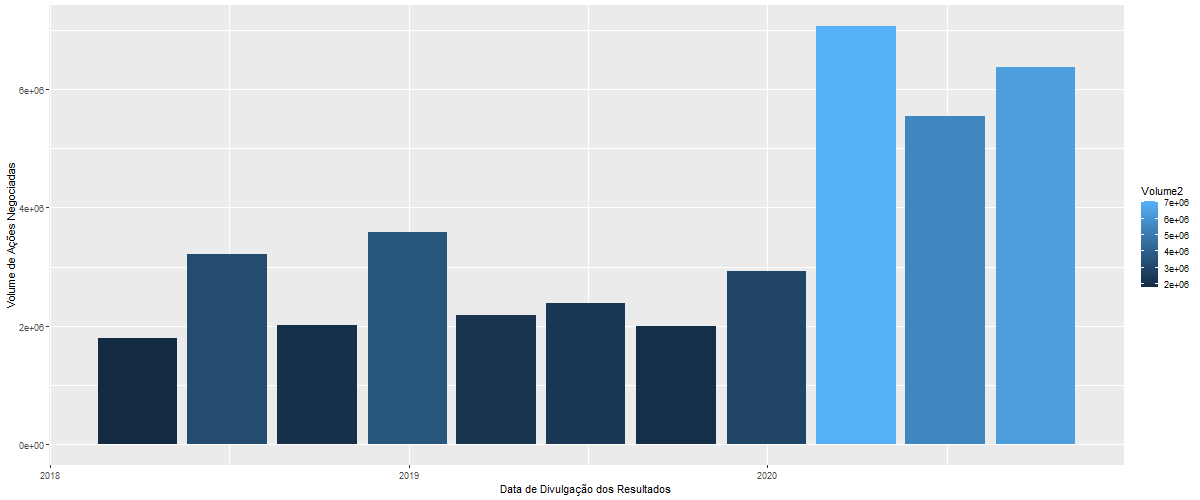 Volume de Ações Negociadas
6e+06
4e+06
2e+06
0e+00
2018
2019
2020
Data de Divulgação dos Resultados
Volume2
7e+06
6e+06
5e+06
4e+06
3e+06
2e+06